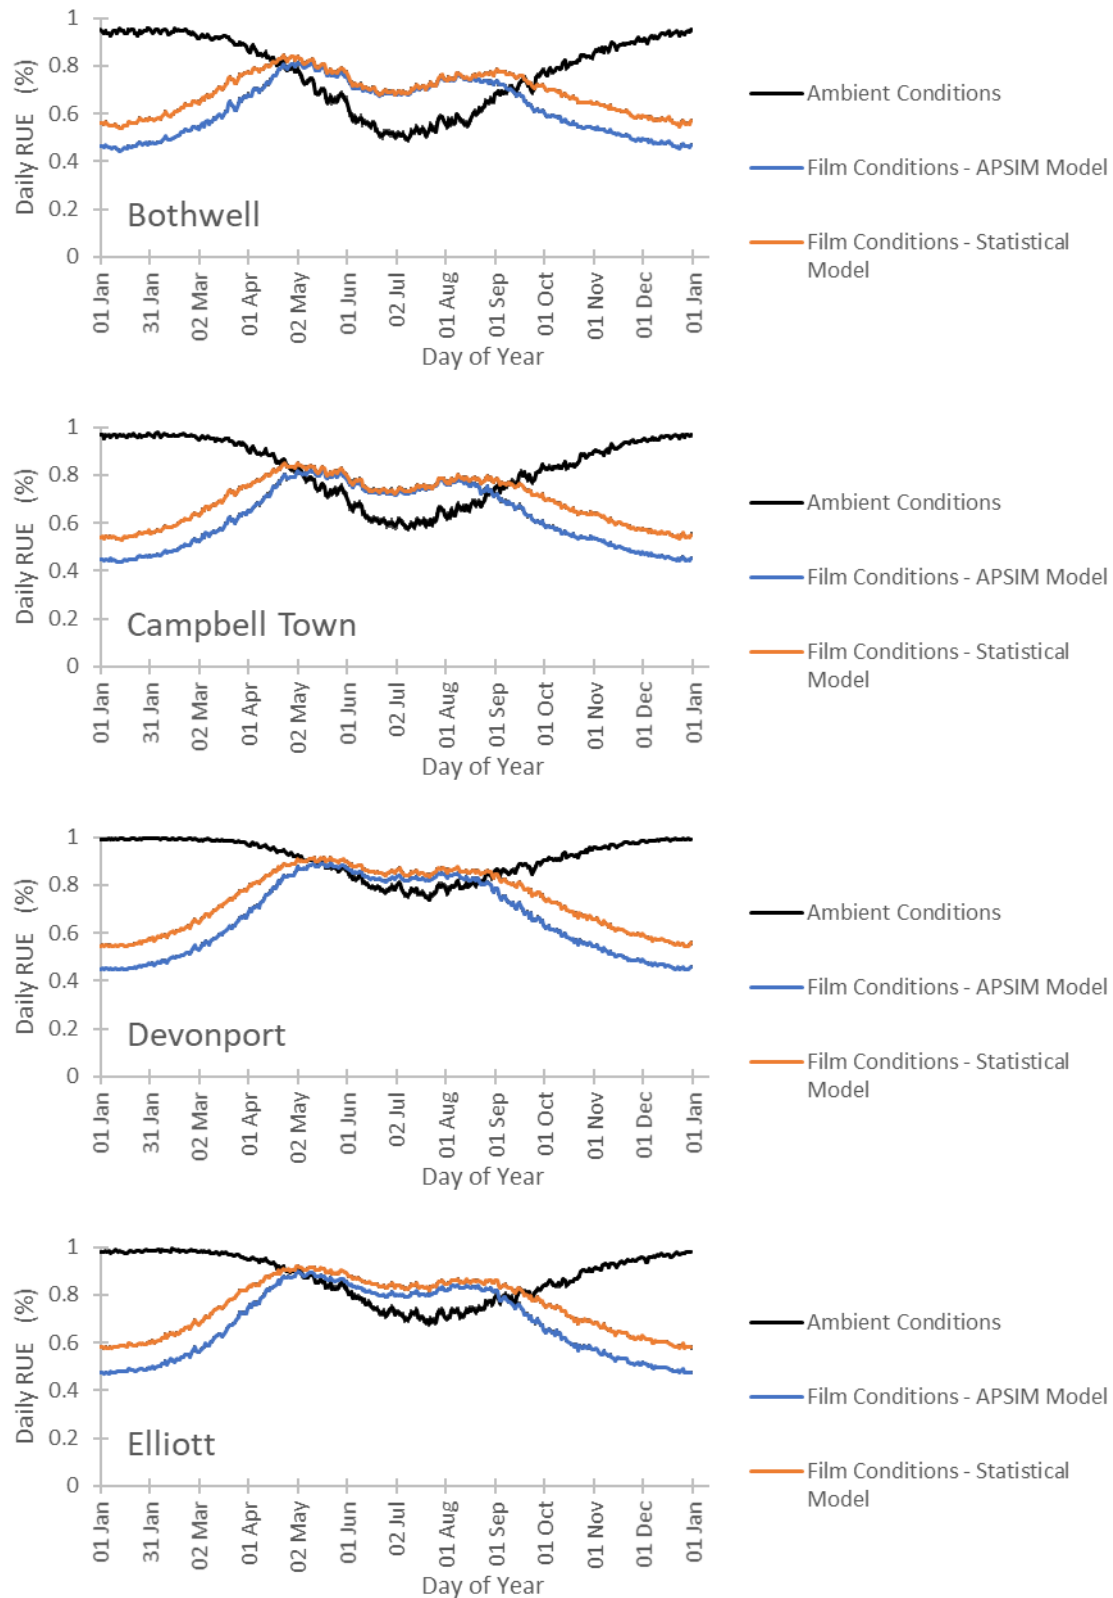 1
0.8
0.6
0.4
0.2
0
Daily RUE (%)
Bothwell
01 Jan
31 Jan
02 Mar
01 Apr
02 May
01 Jun
02 Jul
01 Aug
01 Sep
01 Oct
01 Nov
01 Dec
01 Jan
Day of Year
Ambient Conditions
Film Conditions - APSIM Model
Film Conditions - Statistical
Model
1
0.8
0.6
0.4
0.2
0
Daily RUE (%)
Campbell Town
01 Jan
31 Jan
02 Mar
01 Apr
02 May
01 Jun
02 Jul
01 Aug
01 Sep
01 Oct
01 Nov
01 Dec
01 Jan
Day of Year
Ambient Conditions
Film Conditions - APSIM Model
Film Conditions - Statistical
Model
1
0.8
0.6
0.4
0.2
0
Daily RUE (%)
Devonport
01 Jan
31 Jan
02 Mar
01 Apr
02 May
01 Jun
02 Jul
01 Aug
01 Sep
01 Oct
01 Nov
01 Dec
01 Jan
Day of Year
Ambient Conditions
Film Conditions - APSIM Model
Film Conditions - Statistical
Model
1
0.8
0.6
0.4
0.2
0
Daily RUE (%)
Elliott
01 Jan
31 Jan
02 Mar
01 Apr
02 May
01 Jun
02 Jul
01 Aug
01 Sep
01 Oct
01 Nov
01 Dec
01 Jan
Day of Year
Ambient Conditions
Film Conditions - APSIM Model
Film Conditions - Statistical
Model